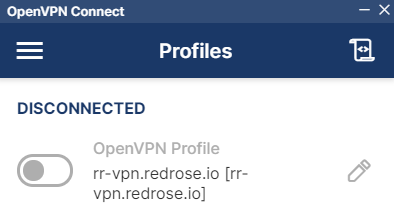 OpenVPN Connect
Profiles
DISCONNECTED
OpenVPN Profile
rr-vpn.redrose.io [rr-
vpn.redrose.io]